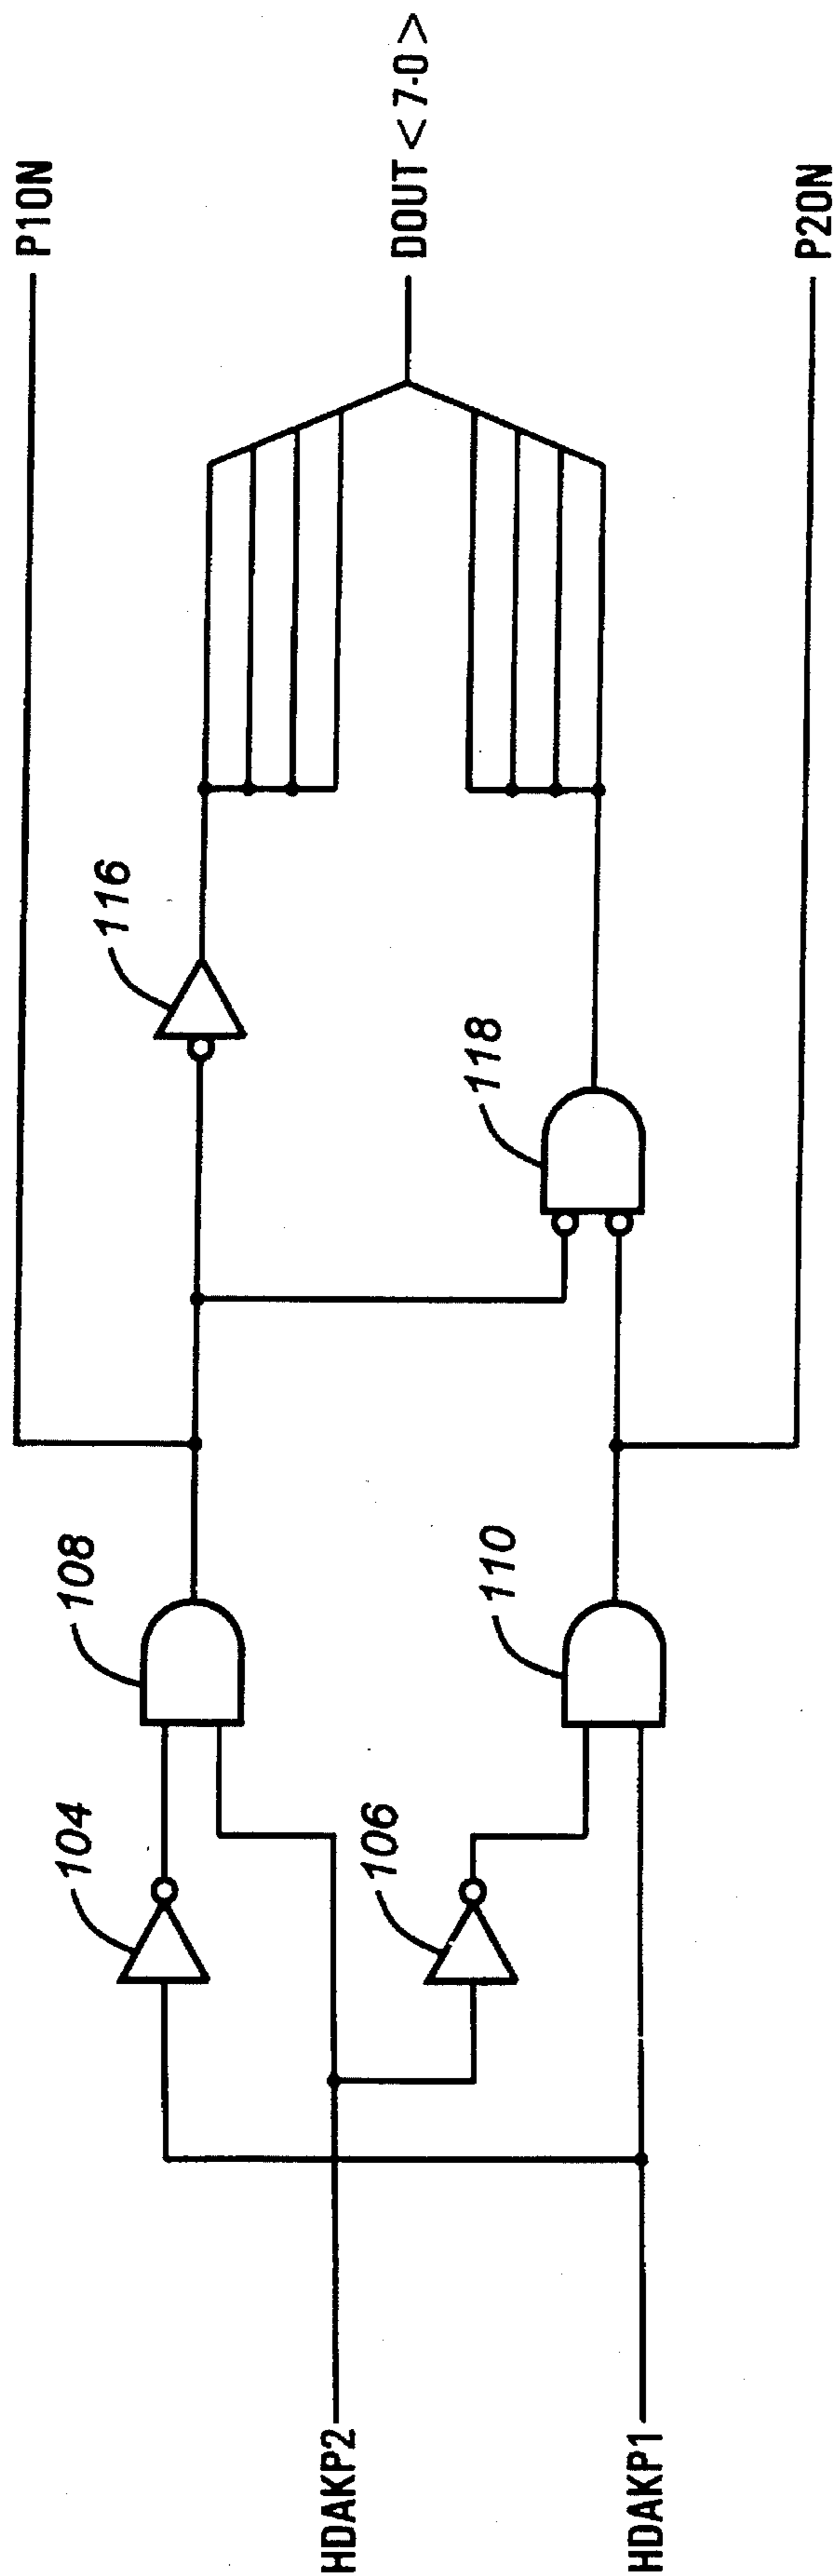 P1ON
104
108
116
HDAKP2
106
DOUT < 7-0 >
110
118
HDAKP1
P2ON